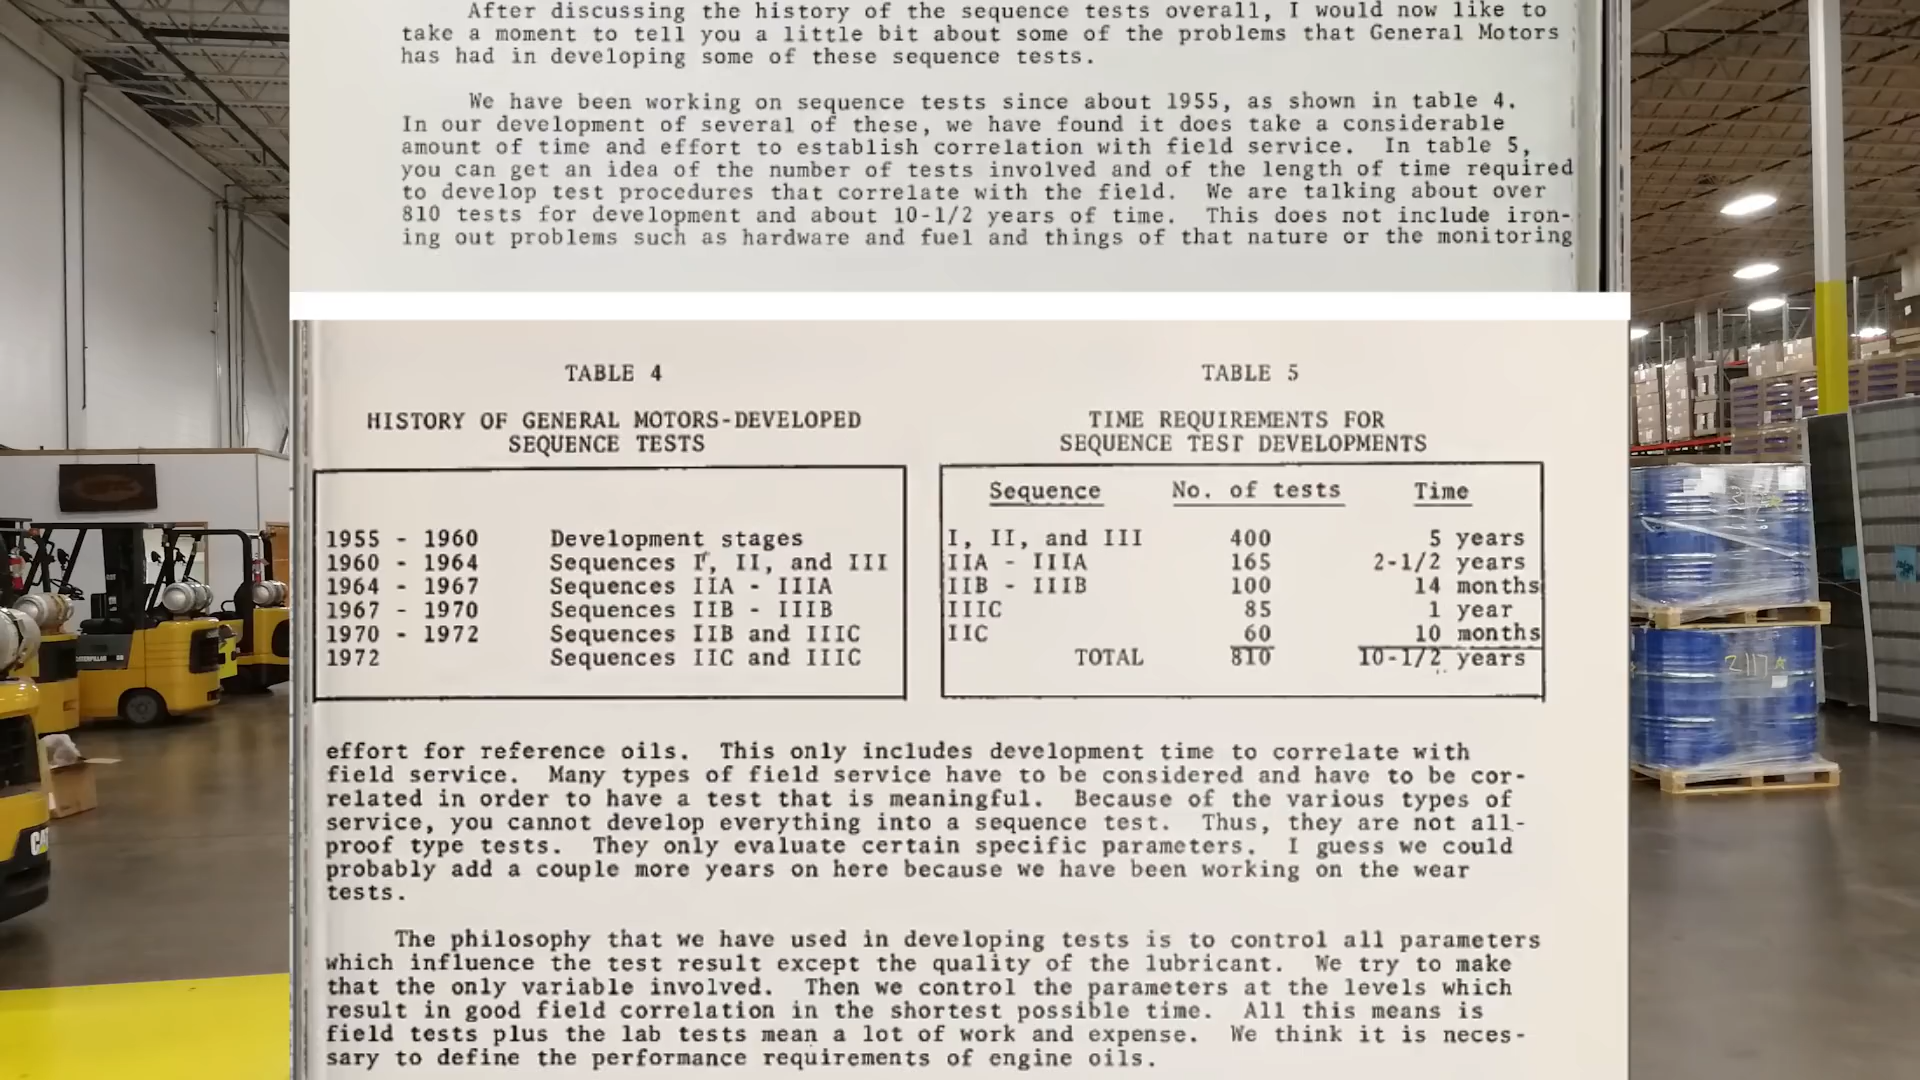 After discussing the history of the sequence tests overall, I would now like to
take a moment to tell you a little bit about some of the problems that General Motors
has had in developing some of these sequence tests.
We have been working on sequence tests since about 1955, as shown in table 4.
In our development of several of these, we have found it does take a considerable
amount of time and effort to establish correlation with field service. In table 5,
you can get an idea of the number of tests involved and of the length of time required
to develop test procedures that correlate with the field. We are talking about over
810 tests for development and about 10-1/2 years of time. This does not include iron-
ing out problems such as hardware and fuel and things of that nature or the monitoring
TABLE 4
HISTORY OF GENERAL MOTORS-DEVELOPED
SEQUENCE TESTS
1955 - 1960 Development stages
1960 - 1964 Sequences I, II, and III
1964 - 1967 Sequences IIA - IIIA
1967 - 1970 Sequences IIB - IIIB
1970 - 1972 Sequences IIB and IIIC
1972 Sequences IIC and IIIC
TABLE 5
TIME REQUIREMENTS FOR
SEQUENCE TEST DEVELOPMENTS
Sequence No. of tests Time
I, II, and III 400 5 years
IIA - IIIA 165 2-1/2 years
IIB - IIIB 100 14 months
IIIC 85 1 year
IIC 60 10 months
TOTAL 810 10-1/2 years
effort for reference oils. This only includes development time to correlate with
field service. Many types of field service have to be considered and have to be cor-
related in order to have a test that is meaningful. Because of the various types of
service, you cannot develop everything into a sequence test. Thus, they are not all-
proof type tests. They only evaluate certain specific parameters. I guess we could
probably add a couple more years on here because we have been working on the wear
tests.
The philosophy that we have used in developing tests is to control all parameters
which influence the test result except the quality of the lubricant. We try to make
that the only variable involved. Then we control the parameters at the levels which
result in good field correlation in the shortest possible time. All this means is
field tests plus the lab tests mean a lot of work and expense. We think it is neces-
sary to define the performance requirements of engine oils.
CATERPILLAR
CAT
2117